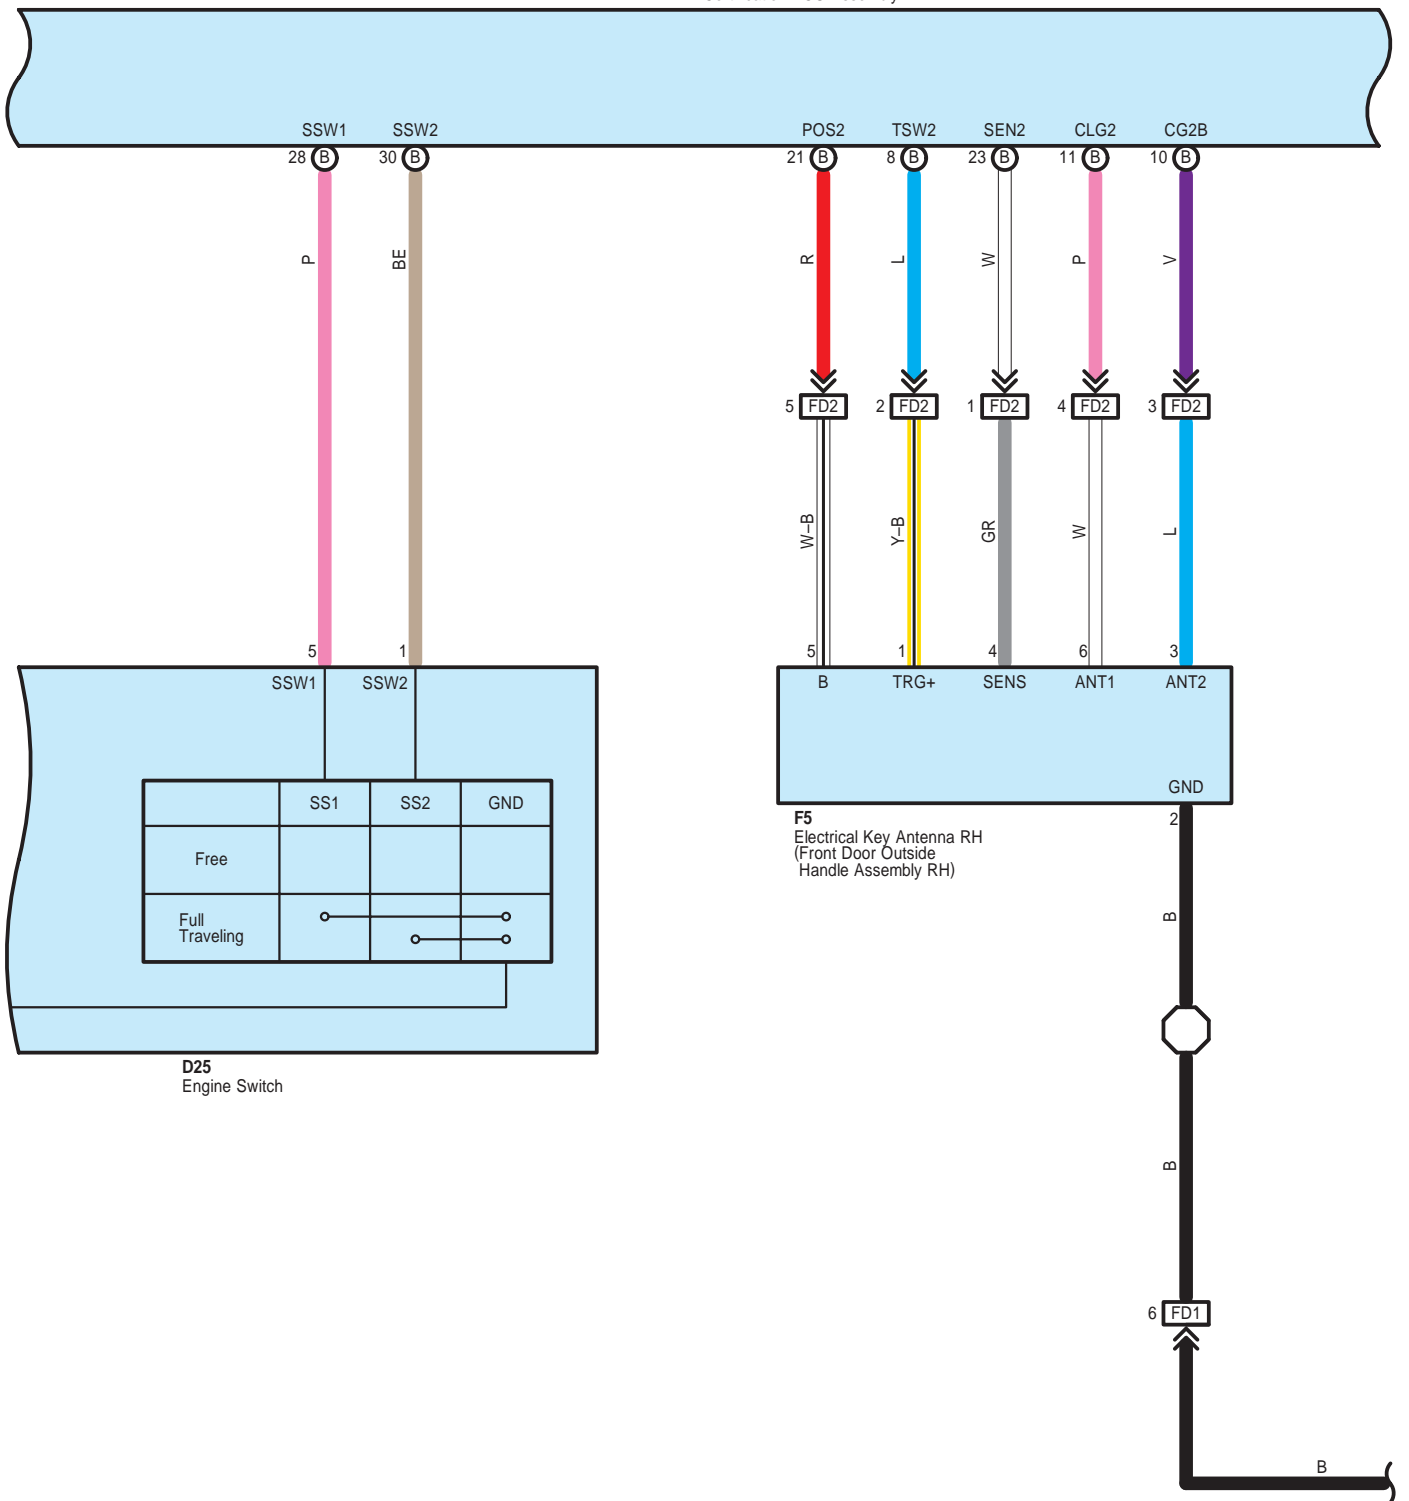 SSW1 SSW2 POS2 TSW2 SEN2 CLG2 CG2B
28 B 30 B 21 B 8 B 23 B 11 B 10 B
P BE R L W P V
5 FD2 2 FD2 1 FD2 4 FD2 3 FD2
W–B Y–B GR W L
5 1 5 1 4 6 3
SSW1 SSW2 B TRG+ SENS ANT1 ANT2
SS1 SS2 GND
Free
Full
Traveling
D25
Engine Switch
GND
F5
Electrical Key Antenna RH
(Front Door Outside
Handle Assembly RH)
2
B
B
6 FD1
B